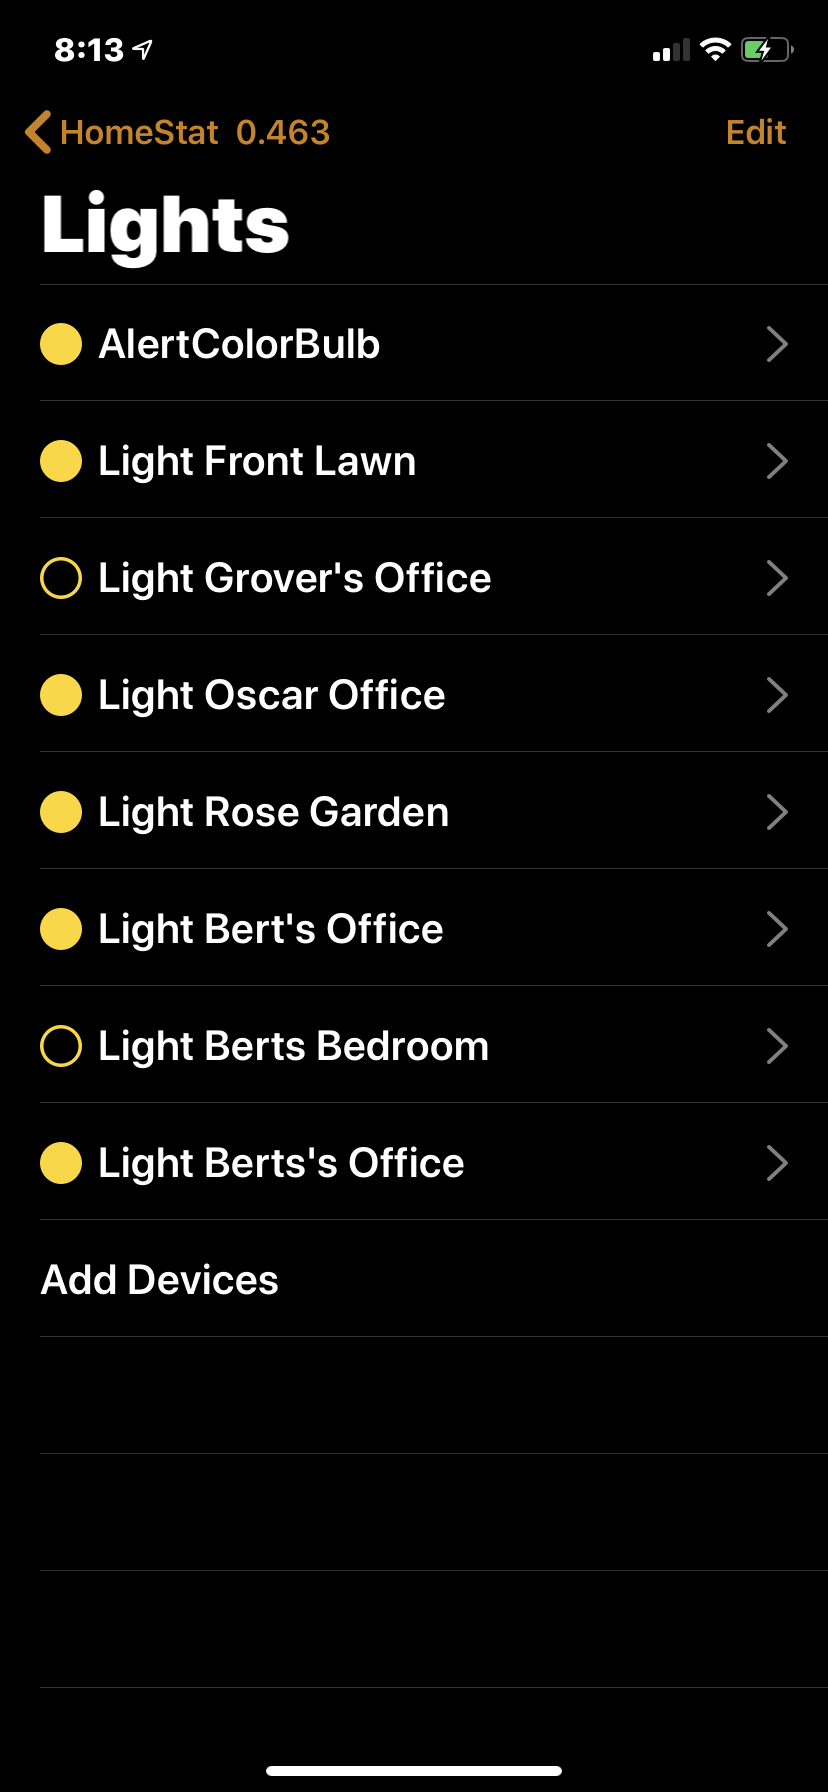 8:13
HomeStat 0.463
Edit
Lights
AlertColorBulb
Light Front Lawn
Light Grover's Office
Light Oscar Office
Light Rose Garden
Light Bert's Office
Light Berts Bedroom
Light Berts's Office
Add Devices